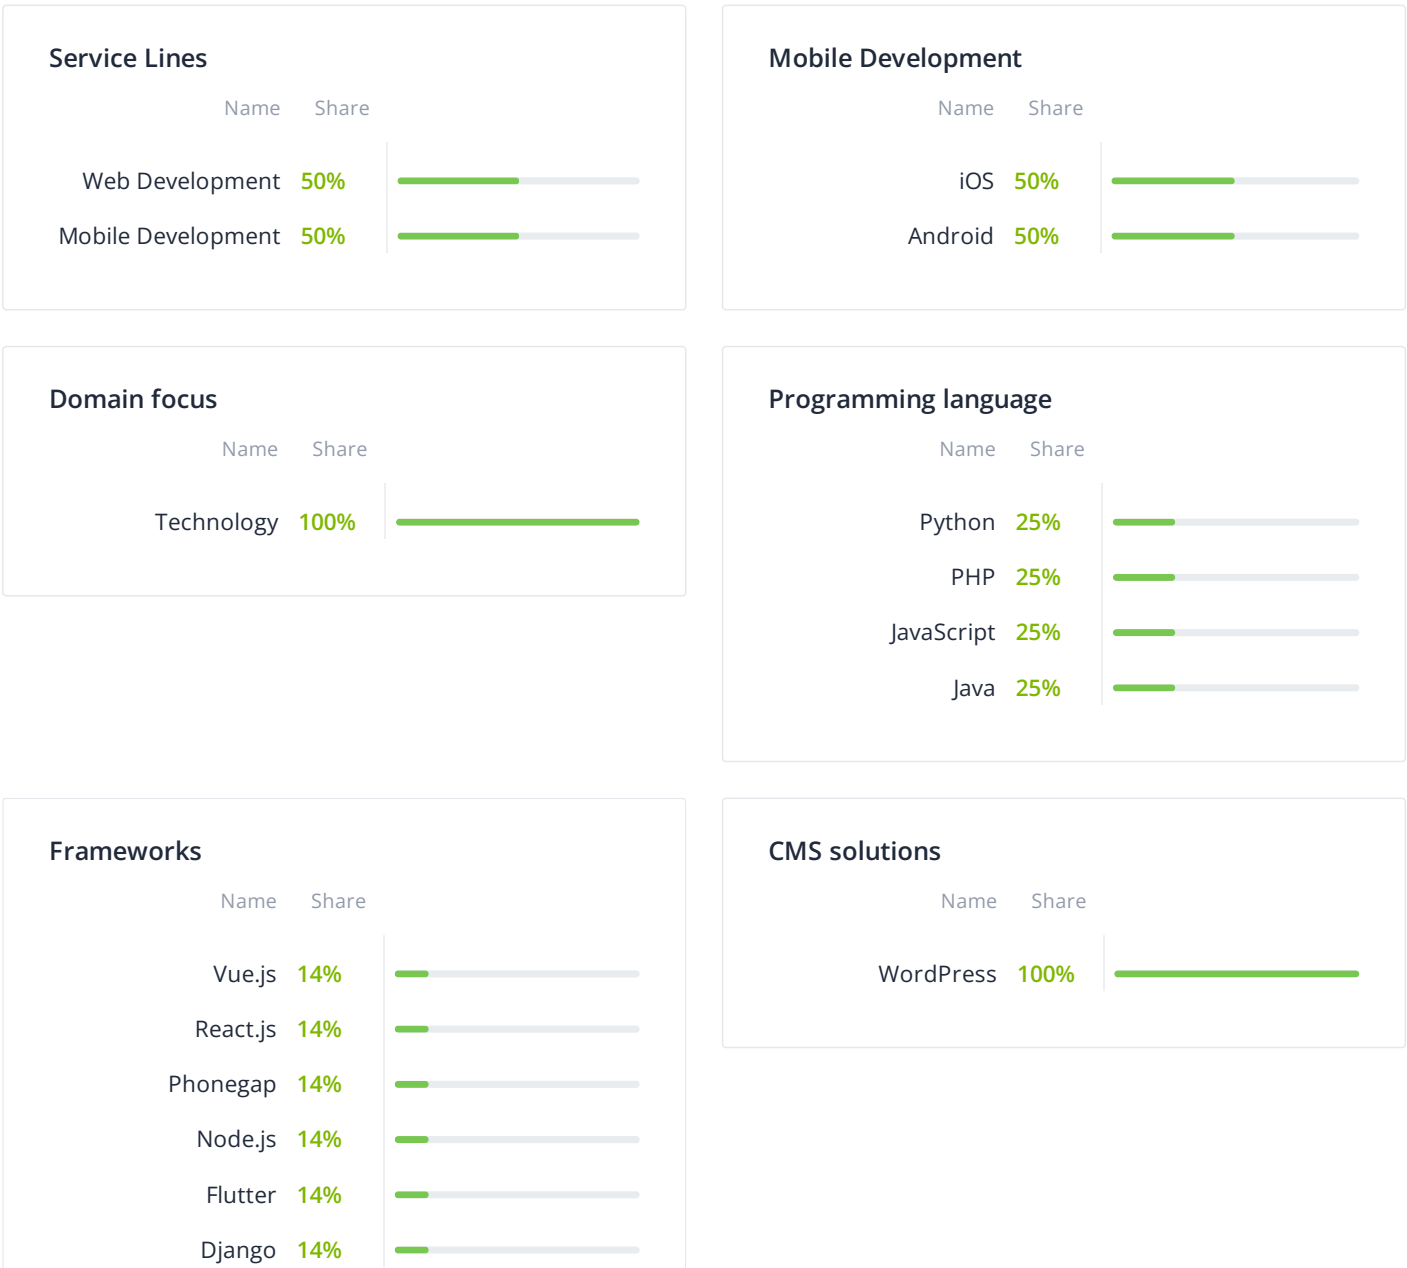 Service Lines
Name Share
Web Development 50%
Mobile Development 50%
Mobile Development
Name Share
iOS 50%
Android 50%
Domain focus
Name Share
Technology 100%
Programming language
Name Share
Python 25%
PHP 25%
JavaScript 25%
Java 25%
Frameworks
Name Share
Vue.js 14%
React.js 14%
Phonegap 14%
Node.js 14%
Flutter 14%
Django 14%
CMS solutions
Name Share
WordPress 100%